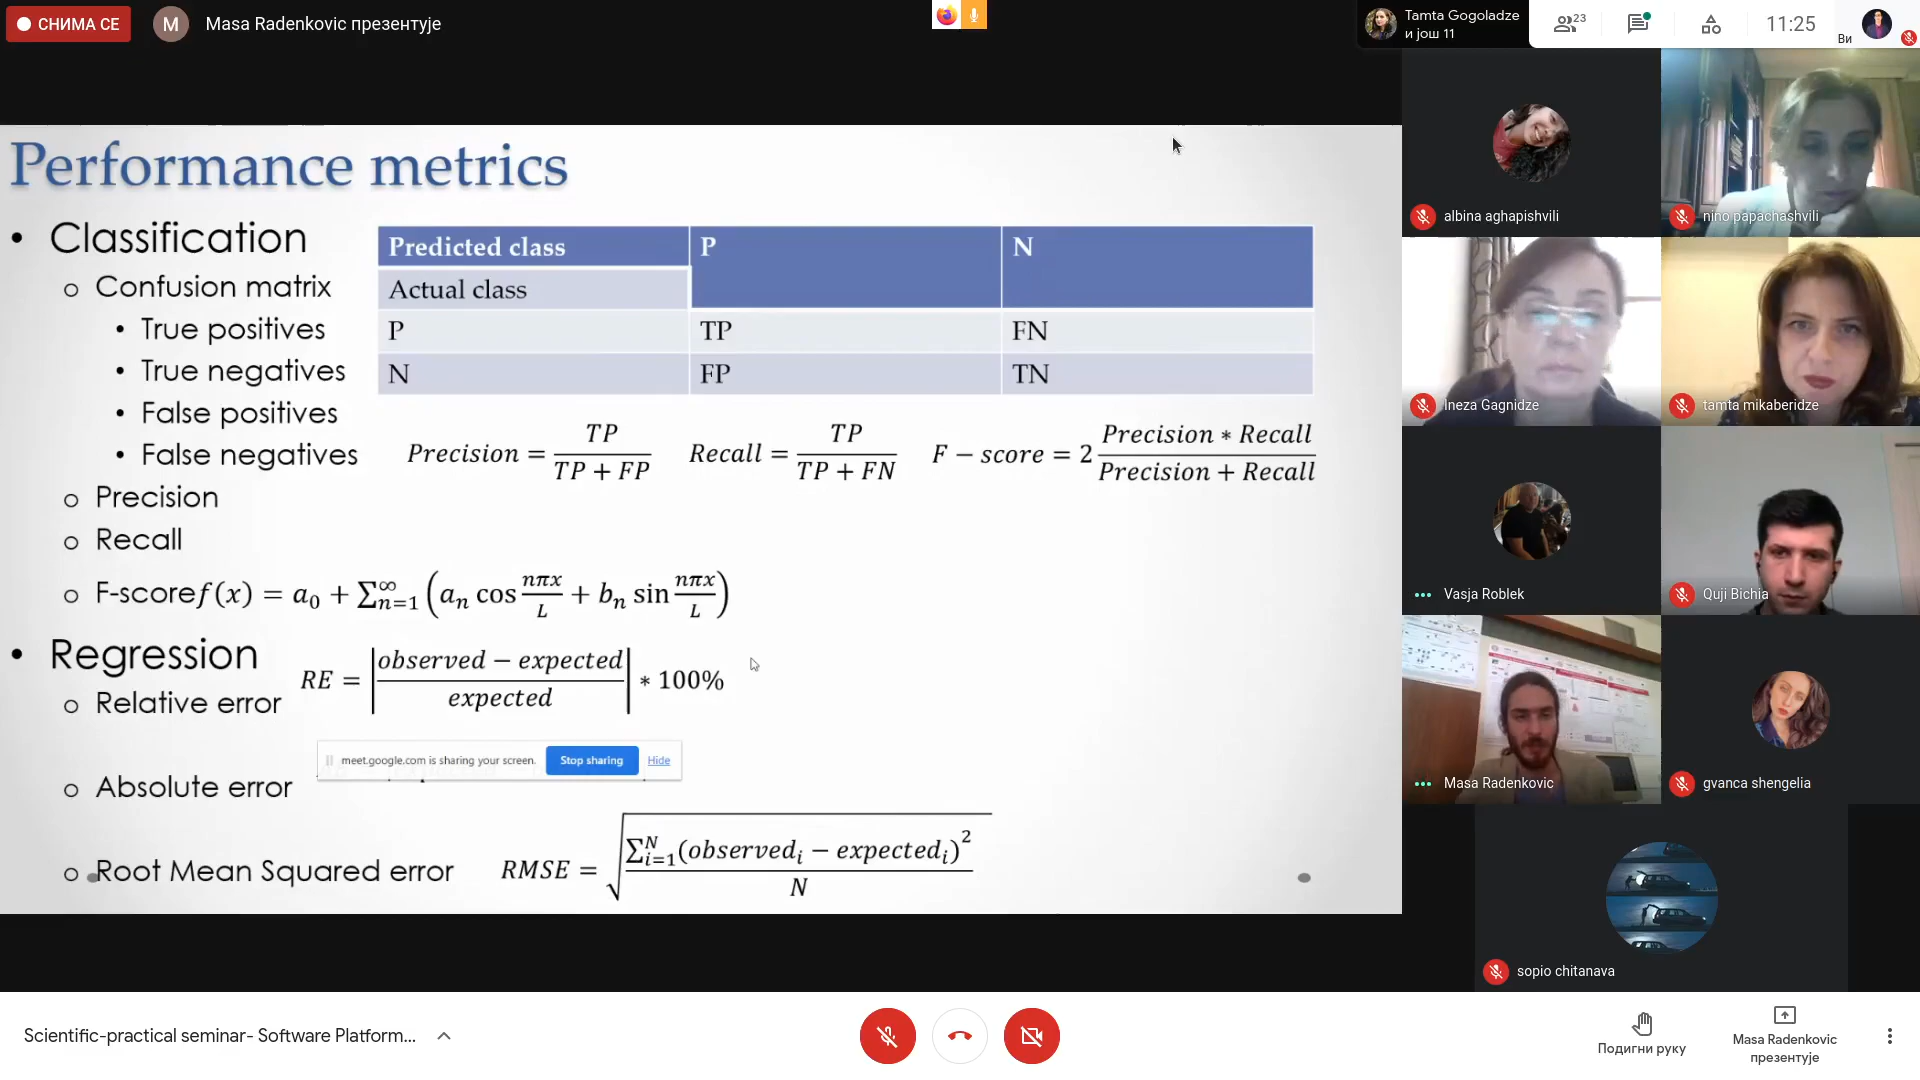 СНИМА СЕ
M
Masa Radenkovic презентује
Tamta Gogoladze
и још 11
23
11:25
Ви
Performance metrics
• Classification
o Confusion matrix
• True positives
• True negatives
• False positives
• False negatives
o Precision
o Recall
o F-score f(x) = a₀ + ∑ₙ₌₁^∞ (aₙ cos nπx/L + bₙ sin nπx/L)
Predicted class P N
Actual class
P TP FN
N FP TN
Precision = TP/(TP + FP) Recall = TP/(TP + FN) F − score = 2 (Precision ∗ Recall)/(Precision + Recall)
• Regression
o Relative error
RE = |(observed − expected)/expected| ∗ 100%
meet.google.com is sharing your screen. Stop sharing Hide
o Absolute error
o Root Mean Squared error
RMSE = √(∑ᵢ₌₁^N (observedᵢ − expectedᵢ)²/N)
albina aghapishvili
nino papachashvili
Ineza Gagnidze
tamta mikaberidze
Vasja Roblek
Quji Bichia
Masa Radenkovic
gvanca shengelia
sopio chitanava
Scientific-practical seminar- Software Platform...
Подигни руку
Masa Radenkovic
презентује